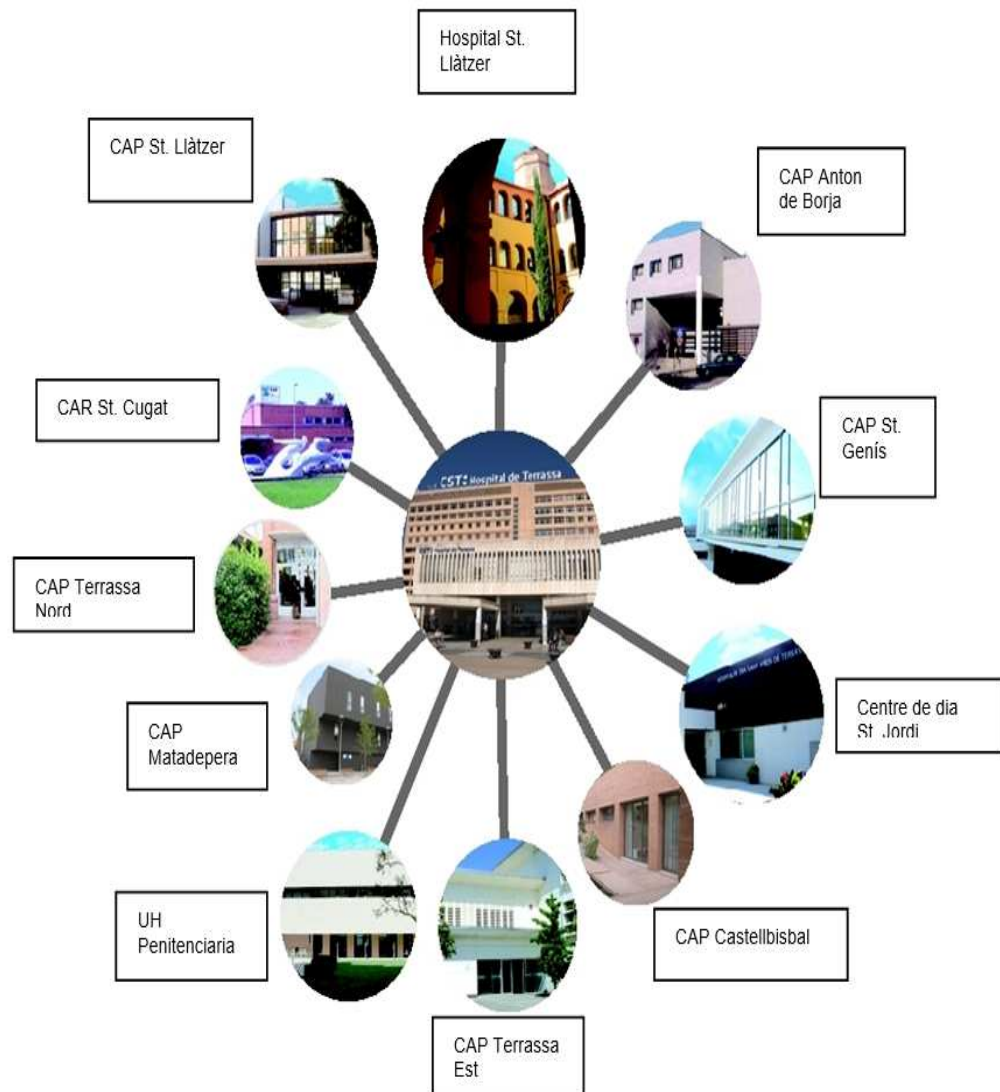 Hospital St.
Llàtzer
CAP St. Llàtzer
CAP Anton
de Borja
CAR St. Cugat
CAP St.
Genís
CST: Hospital de Terrassa
CAP Terrassa
Nord
CAP
Matadepera
Centre de dia
St. Jordi
UH
Penitenciaria
CAP Castellbisbal
CAP Terrassa
Est